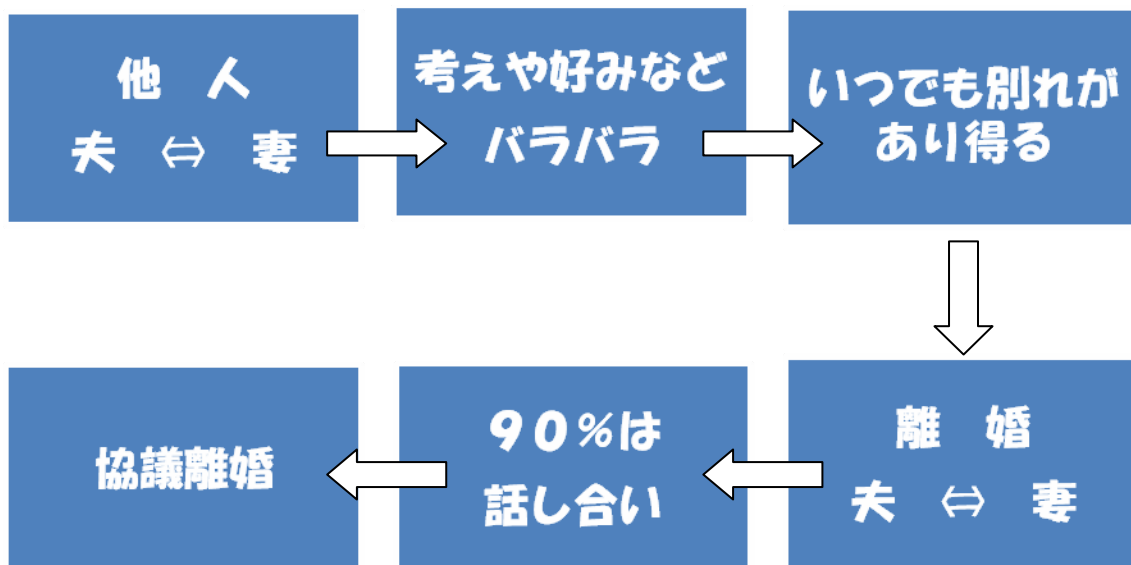 他　人
夫　⇔　妻
考えや好みなど
バラバラ
いつでも別れが
あり得る
離　婚
夫　⇔　妻
９０％は
話し合い
協議離婚